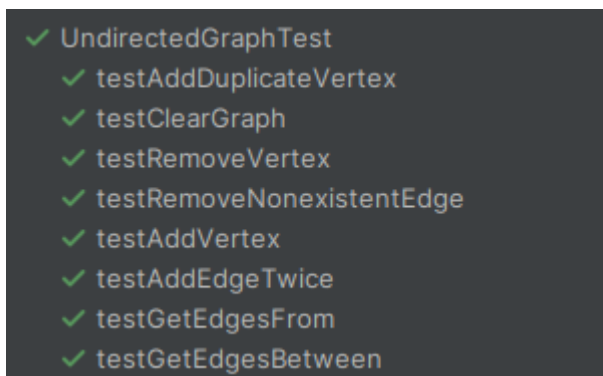 UndirectedGraphTest
testAddDuplicateVertex
testClearGraph
testRemoveVertex
testRemoveNonexistentEdge
testAddVertex
testAddEdgeTwice
testGetEdgesFrom
testGetEdgesBetween